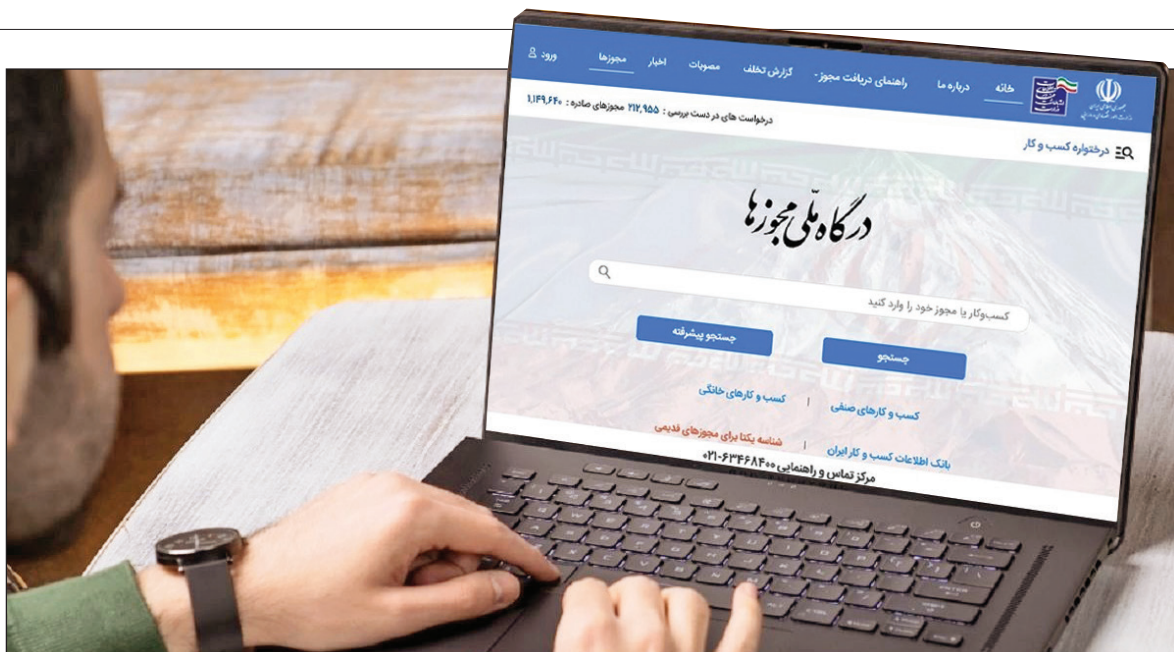 خانه درباره ما راهنمای دریافت مجوز گزارش تخلف مصوبات اخبار مجوزها ورود
درختواره کسب و کار
درخواست های در دست بررسی : ۲۱۲,۹۵۵ مجوزهای صادره : ۱,۱۴۹,۶۴۰
درگاه ملّی مجوزها
کسب‌وکار یا مجوز خود را وارد کنید
جستجو جستجو پیشرفته
کسب و کارهای صنفی | کسب و کارهای خانگی
بانک اطلاعات کسب و کار ایران | شناسه یکتا برای مجوزهای قدیمی
مرکز تماس و راهنمایی ۶۳۴۶۸۴۰۰-۰۲۱